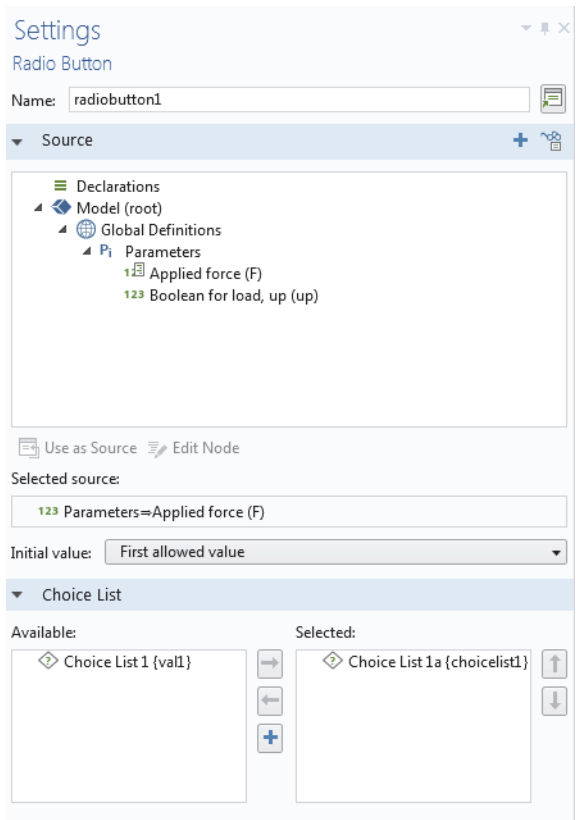 Settings
Radio Button
Name: radiobutton1
Source
Declarations
Model (root)
Global Definitions
Pi Parameters
Applied force (F)
123 Boolean for load, up (up)
Use as Source Edit Node
Selected source:
123 Parameters=Applied force (F)
Initial value: First allowed value
Choice List
Available: Selected:
Choice List 1 {val1} Choice List 1a {choicelist1}